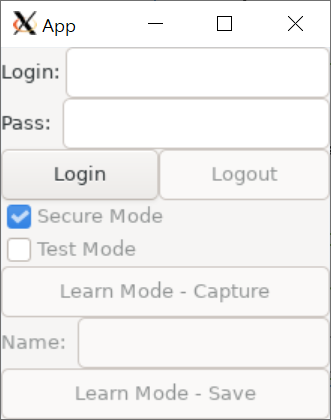 App
Login:
Pass:
Login Logout
Secure Mode
Test Mode
Learn Mode - Capture
Name:
Learn Mode - Save